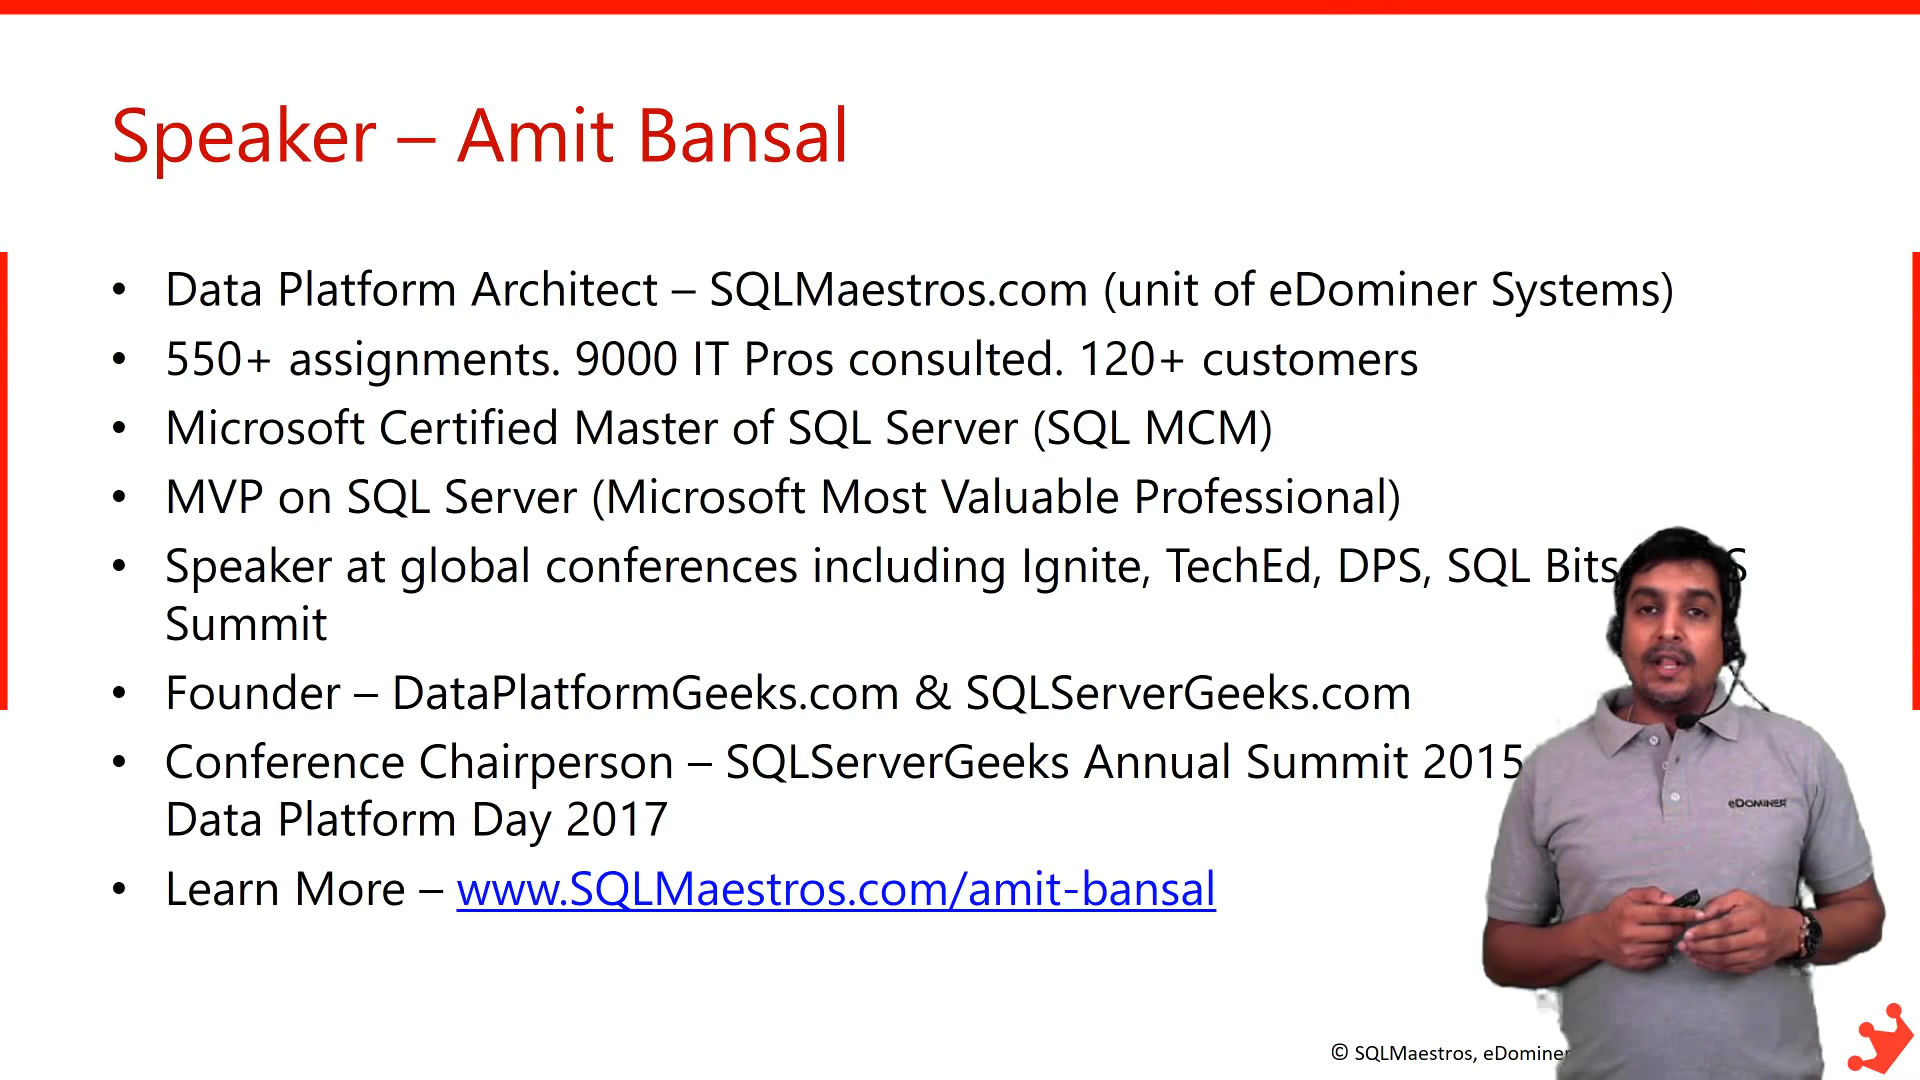 Speaker – Amit Bansal
• Data Platform Architect – SQLMaestros.com (unit of eDominer Systems)
• 550+ assignments. 9000 IT Pros consulted. 120+ customers
• Microsoft Certified Master of SQL Server (SQL MCM)
• MVP on SQL Server (Microsoft Most Valuable Professional)
• Speaker at global conferences including Ignite, TechEd, DPS, SQL Bits
Summit
• Founder – DataPlatformGeeks.com & SQLServerGeeks.com
• Conference Chairperson – SQLServerGeeks Annual Summit 2015
Data Platform Day 2017
• Learn More – www.SQLMaestros.com/amit-bansal
eDOMINER
© SQLMaestros, eDominer